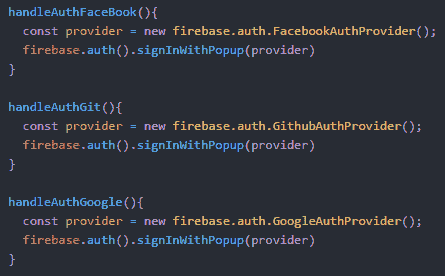 handleAuthFaceBook(){
const provider = new firebase.auth.FacebookAuthProvider();
firebase.auth().signInWithPopup(provider)
}
handleAuthGit(){
const provider = new firebase.auth.GithubAuthProvider();
firebase.auth().signInWithPopup(provider)
}
handleAuthGoogle(){
const provider = new firebase.auth.GoogleAuthProvider();
firebase.auth().signInWithPopup(provider)
}